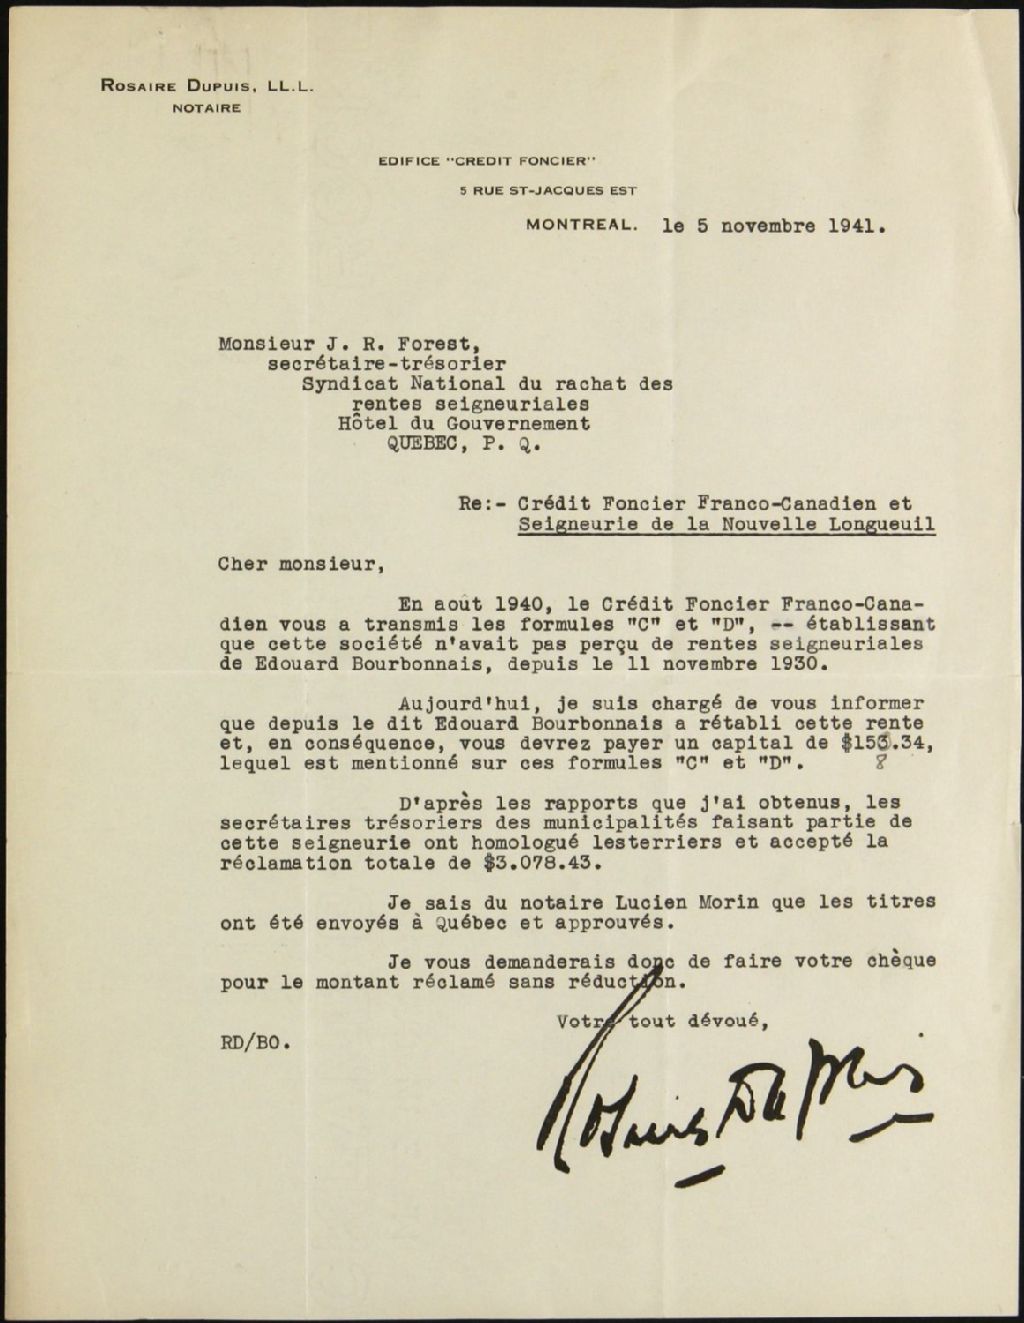 ROSAIRE DUPUIS, LL.L.
NOTAIRE
EDIFICE "CREDIT FONCIER"
5 RUE ST-JACQUES EST
MONTREAL. le 5 novembre 1941.
Monsieur J. R. Forest,
secrétaire-trésorier
Syndicat National du rachat des
rentes seigneuriales
Hôtel du Gouvernement
QUEBEC, P. Q.
Re:- Crédit Foncier Franco-Canadien et
Seigneurie de la Nouvelle Longueuil
Cher monsieur,
En août 1940, le Crédit Foncier Franco-Cana-
dien vous a transmis les formules "C" et "D", -- établissant
que cette société n'avait pas perçu de rentes seigneuriales
de Edouard Bourbonnais, depuis le 11 novembre 1930.
Aujourd'hui, je suis chargé de vous informer
que depuis le dit Edouard Bourbonnais a rétabli cette rente
et, en conséquence, vous devrez payer un capital de $153.34,
lequel est mentionné sur ces formules "C" et "D". 8
D'après les rapports que j'ai obtenus, les
secrétaires trésoriers des municipalités faisant partie de
cette seigneurie ont homologué lesterriers et accepté la
réclamation totale de $3.078.43.
Je sais du notaire Lucien Morin que les titres
ont été envoyés à Québec et approuvés.
Je vous demanderais donc de faire votre chèque
pour le montant réclamé sans réduction.
Votre tout dévoué,
RD/BO.
Rosaire Dupuis